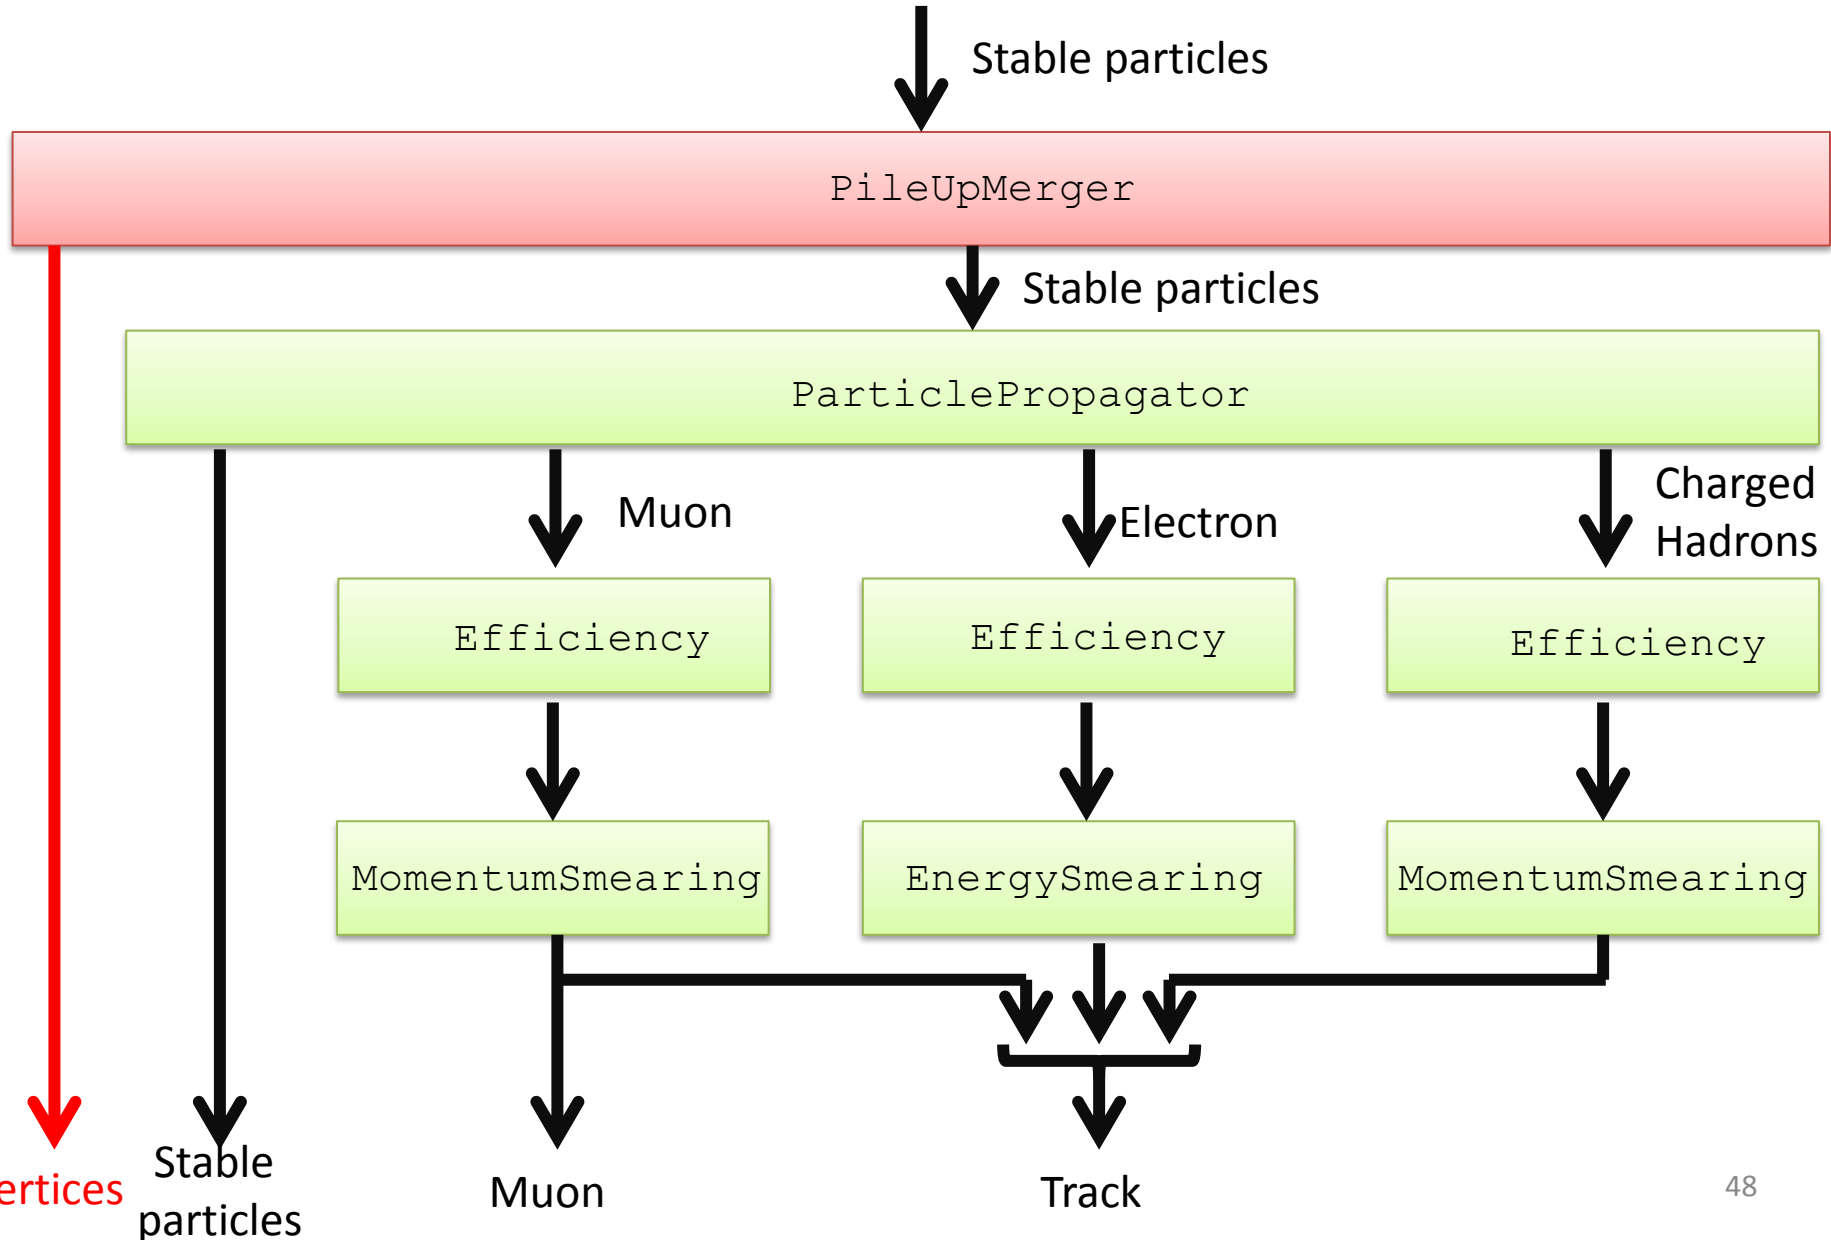 Stable particles
PileUpMerger
Stable particles
ParticlePropagator
Muon
Electron
Charged
Hadrons
Efficiency
Efficiency
Efficiency
MomentumSmearing
EnergySmearing
MomentumSmearing
ertices
Stable
particles
Muon
Track
48